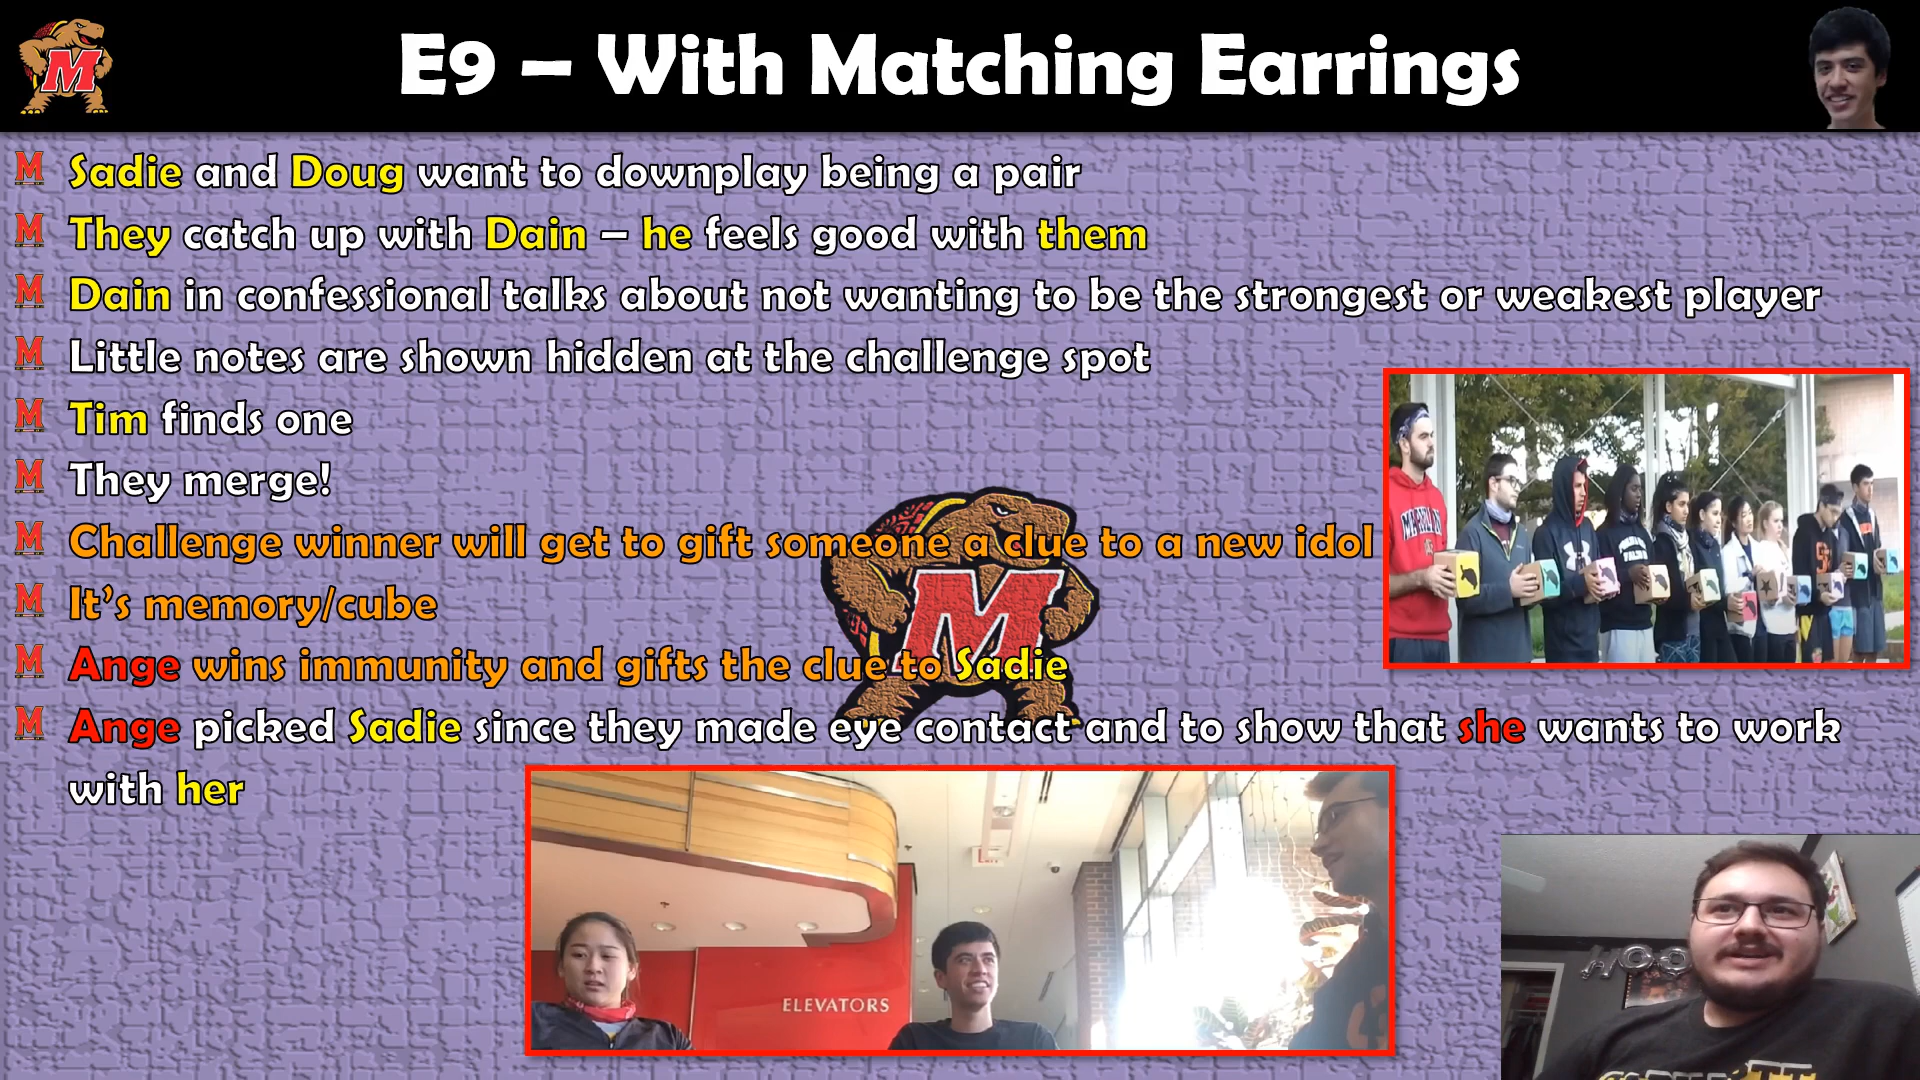 E9 – With Matching Earrings
M
Sadie and Doug want to downplay being a pair
They catch up with Dain – he feels good with them
Dain in confessional talks about not wanting to be the strongest or weakest player
Little notes are shown hidden at the challenge spot
Tim finds one
They merge!
Challenge winner will get to gift someone a clue to a new idol
It's memory/cube
Ange wins immunity and gifts the clue to Sadie
Ange picked Sadie since they made eye contact and to show that she wants to work
with her
M
ELEVATORS
HOO